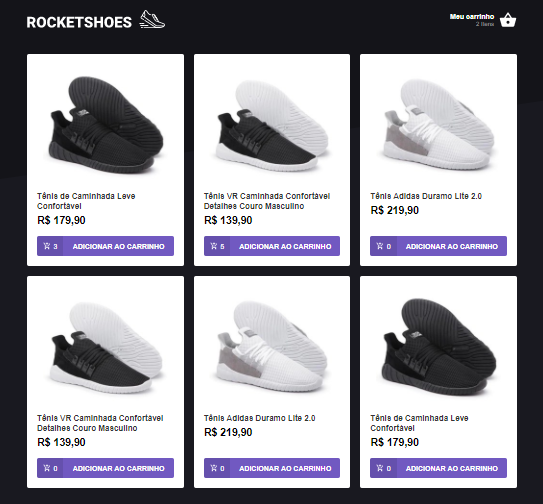 ROCKETSHOES
Meu carrinho
2 itens
Tênis de Caminhada Leve
Confortável
R$ 179,90
3 ADICIONAR AO CARRINHO
Tênis VR Caminhada Confortável
Detalhes Couro Masculino
R$ 139,90
5 ADICIONAR AO CARRINHO
Tênis Adidas Duramo Lite 2.0
R$ 219,90
0 ADICIONAR AO CARRINHO
Tênis VR Caminhada Confortável
Detalhes Couro Masculino
R$ 139,90
0 ADICIONAR AO CARRINHO
Tênis Adidas Duramo Lite 2.0
R$ 219,90
0 ADICIONAR AO CARRINHO
Tênis de Caminhada Leve
Confortável
R$ 179,90
0 ADICIONAR AO CARRINHO